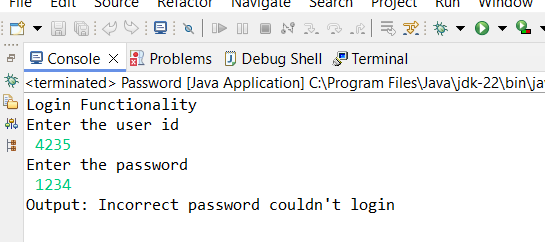 File Edit Source Refactor Navigate Search Project Run Window
Console × Problems Debug Shell Terminal
<terminated> Password [Java Application] C:\Program Files\Java\jdk-22\bin\jav
Login Functionality
Enter the user id
4235
Enter the password
1234
Output: Incorrect password couldn't login